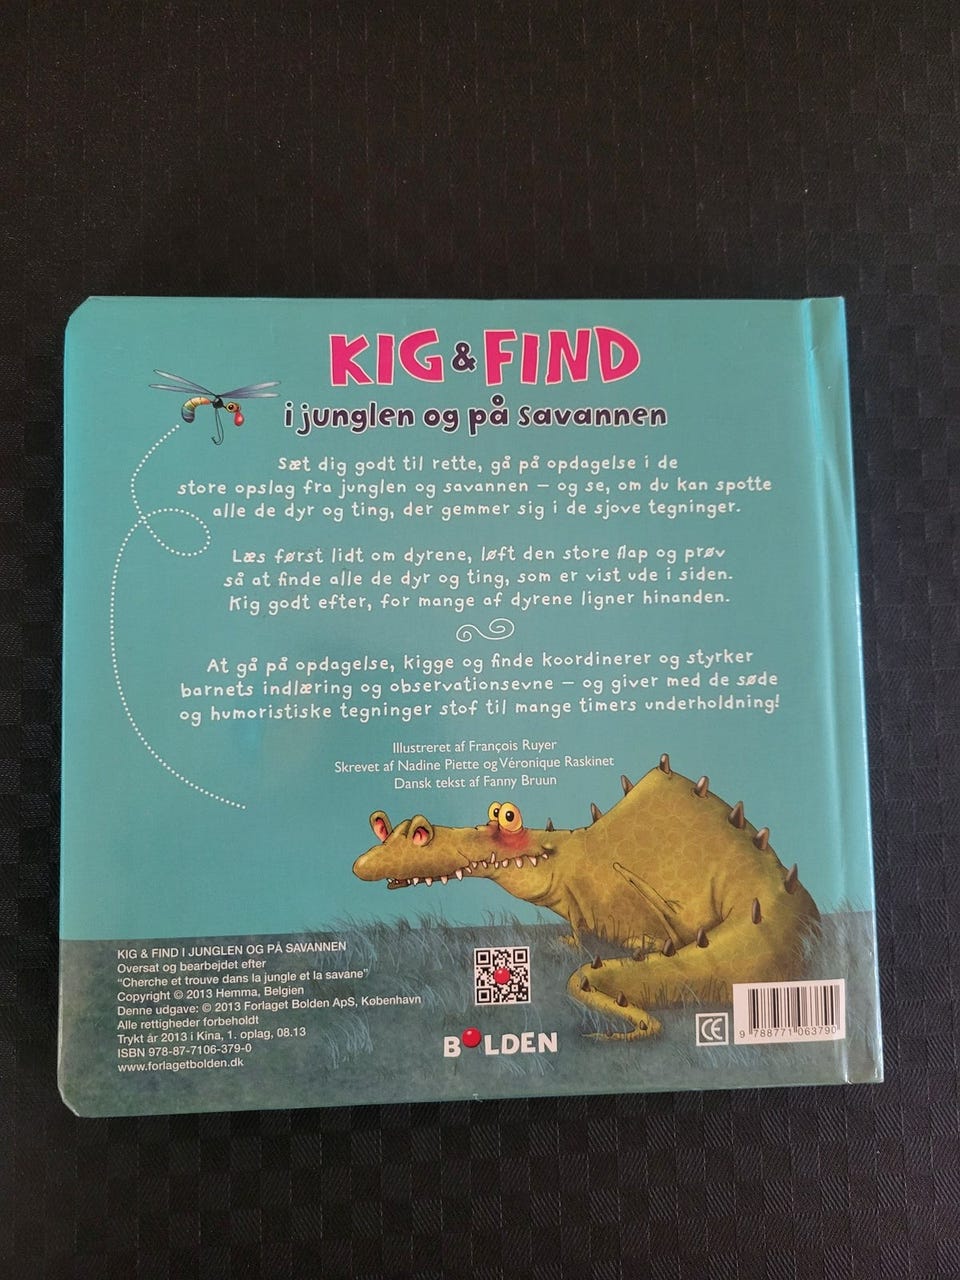 KIG & FIND
i junglen og på savannen
Sæt dig godt til rette, gå på opdagelse i de
store opslag fra junglen og savannen – og se, om du kan spotte
alle de dyr og ting, der gemmer sig i de sjove tegninger.
Læs først lidt om dyrene, løft den store flap og prøv
så at finde alle de dyr og ting, som er vist ude i siden.
Kig godt efter, for mange af dyrene ligner hinanden.
At gå på opdagelse, kigge og finde koordinerer og styrker
barnets indlæring og observationsevne – og giver med de søde
og humoristiske tegninger stof til mange timers underholdning!
Illustreret af François Ruyer
Skrevet af Nadine Piette og Véronique Raskinet
Dansk tekst af Fanny Bruun
KIG & FIND I JUNGLEN OG PÅ SAVANNEN
Oversat og bearbejdet efter
"Cherche et trouve dans la jungle et la savane"
Copyright © 2013 Hemma, Belgien
Denne udgave: © 2013 Forlaget Bolden ApS, København
Alle rettigheder forbeholdt
Trykt år 2013 i Kina, 1. oplag, 08.13
ISBN 978-87-7106-379-0
www.forlagetbolden.dk
BOLDEN
CE
9 788771 063790